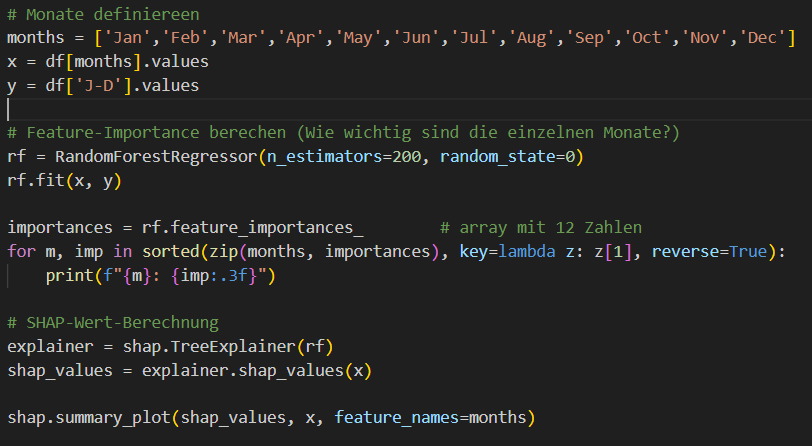 # Monate definiereen
months = ['Jan','Feb','Mar','Apr','May','Jun','Jul','Aug','Sep','Oct','Nov','Dec']
x = df[months].values
y = df['J-D'].values
# Feature-Importance berechen (Wie wichtig sind die einzelnen Monate?)
rf = RandomForestRegressor(n_estimators=200, random_state=0)
rf.fit(x, y)
importances = rf.feature_importances_        # array mit 12 Zahlen
for m, imp in sorted(zip(months, importances), key=lambda z: z[1], reverse=True):
    print(f"{m}: {imp:.3f}")
# SHAP-Wert-Berechnung
explainer = shap.TreeExplainer(rf)
shap_values = explainer.shap_values(x)
shap.summary_plot(shap_values, x, feature_names=months)